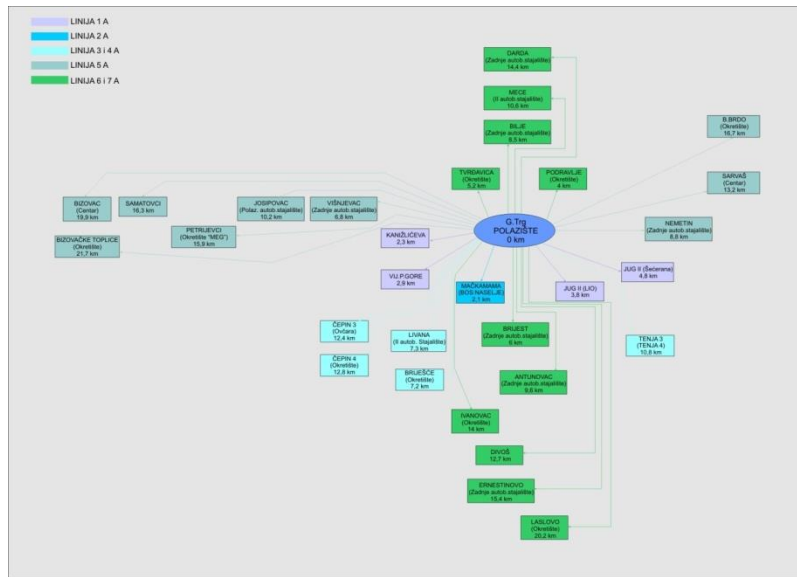 LINIJA 1 A
LINIJA 2 A
LINIJA 3 i 4 A
LINIJA 5 A
LINIJA 6 i 7 A
DARDA
(Zadnje autob.stajalište)
14,4 km
MECE
(II autob.stajalište)
10,6 km
BILJE
(Zadnje autob.stajalište)
8,5 km
B.BRDO
(Okretište)
16,7 km
TVRĐAVICA
(Okretište)
5,2 km
PODRAVLJE
(Okretište)
4 km
SARVAŠ
(Centar)
13,2 km
BIZOVAC
(Centar)
19,9 km
SAMATOVCI
16,3 km
JOSIPOVAC
(Polaz. autob.stajalište)
10,2 km
VIŠNJEVAC
(Zadnje autob.stajalište)
6,8 km
G.Trg
POLAZIŠTE
0 km
NEMETIN
(Zadnje autob.stajalište)
8,8 km
PETRIJEVCI
(Okretište "MEG")
15,9 km
BIZOVAČKE TOPLICE
(Okretište)
21,7 km
KANIŽLIĆEVA
2,3 km
VIJ.P.GORE
2,9 km
MAČKAMAMA
(BOS.NASELJE)
2,1 km
JUG II (LIO)
3,8 km
JUG II (Šećerana)
4,8 km
ČEPIN 3
(Ovčara)
12,4 km
LIVANA
(II autob. Stajalište)
7,3 km
BRIJEST
(Zadnje autob.stajalište)
6 km
TENJA 3
(TENJA 4)
10,8 km
ČEPIN 4
(Okretište)
12,8 km
BRIJEŠĆE
(Okretište)
7,2 km
ANTUNOVAC
(Zadnje autob.stajalište)
9,6 km
IVANOVAC
(Okretište)
14 km
DIVOŠ
12,7 km
ERNESTINOVO
(Zadnje autob.stajalište)
15,4 km
LASLOVO
(Okretište)
20,2 km